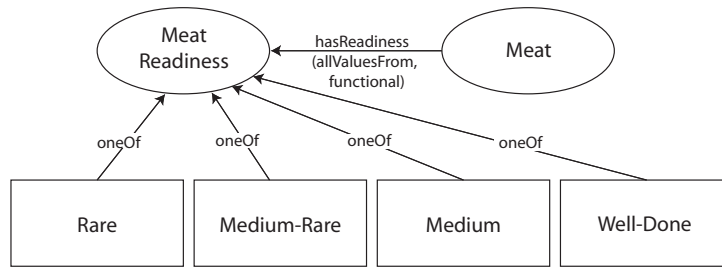 Meat
Readiness
hasReadiness
(allValuesFrom,
functional)
Meat
oneOf
oneOf
oneOf
oneOf
Rare
Medium-Rare
Medium
Well-Done